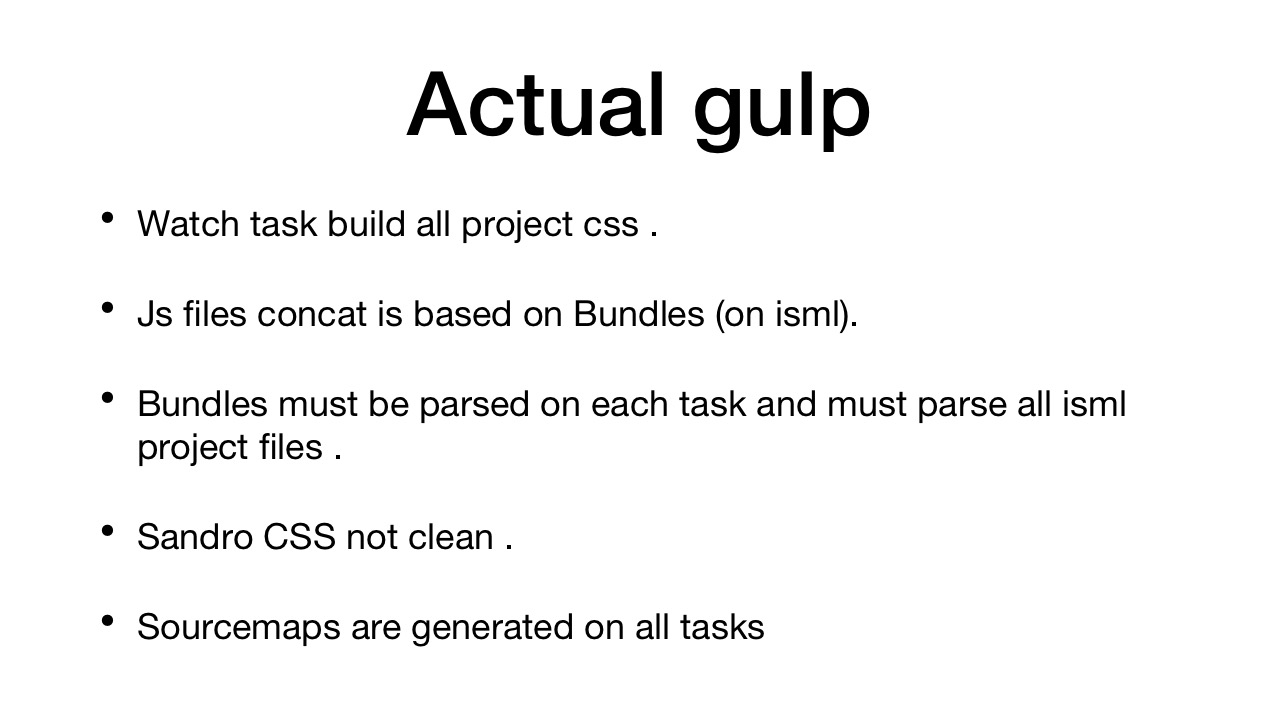 Actual gulp
• Watch task build all project css .
• Js files concat is based on Bundles (on isml).
• Bundles must be parsed on each task and must parse all isml
project files .
• Sandro CSS not clean .
• Sourcemaps are generated on all tasks